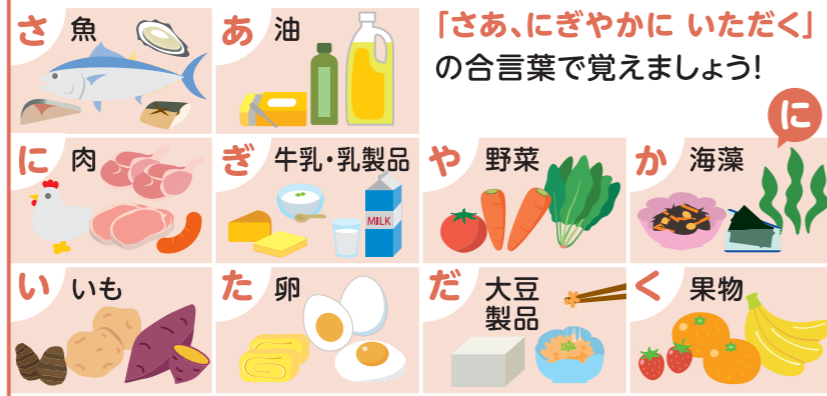 さ 魚
あ 油
「さあ、にぎやかに いただく」
の合言葉で覚えましょう!
に 肉
ぎ 牛乳・乳製品
MILK
や 野菜
か 海藻
に
い いも
た 卵
だ 大豆
製品
く 果物